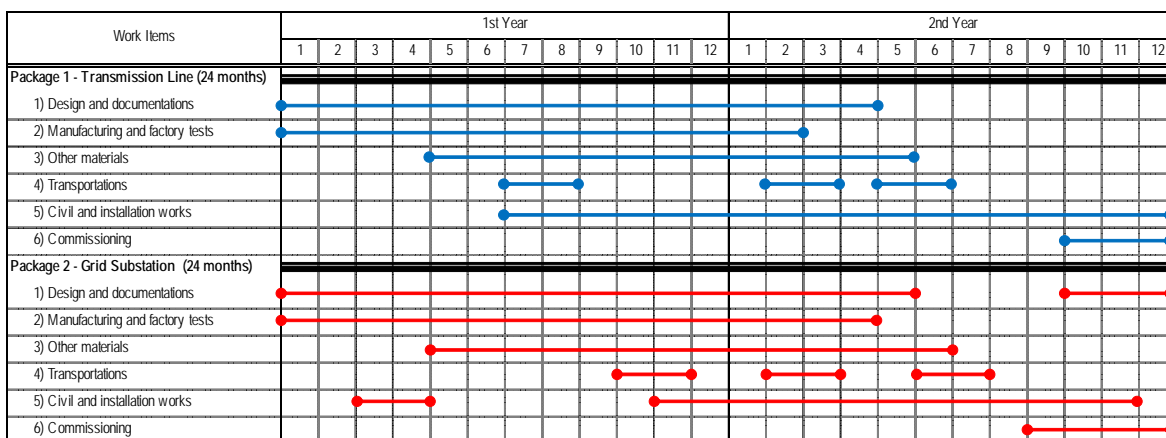 Work Items 1st Year 2nd Year
1 2 3 4 5 6 7 8 9 10 11 12 1 2 3 4 5 6 7 8 9 10 11 12
Package 1 - Transmission Line (24 months)
1) Design and documentations
2) Manufacturing and factory tests
3) Other materials
4) Transportations
5) Civil and installation works
6) Commissioning
Package 2 - Grid Substation (24 months)
1) Design and documentations
2) Manufacturing and factory tests
3) Other materials
4) Transportations
5) Civil and installation works
6) Commissioning